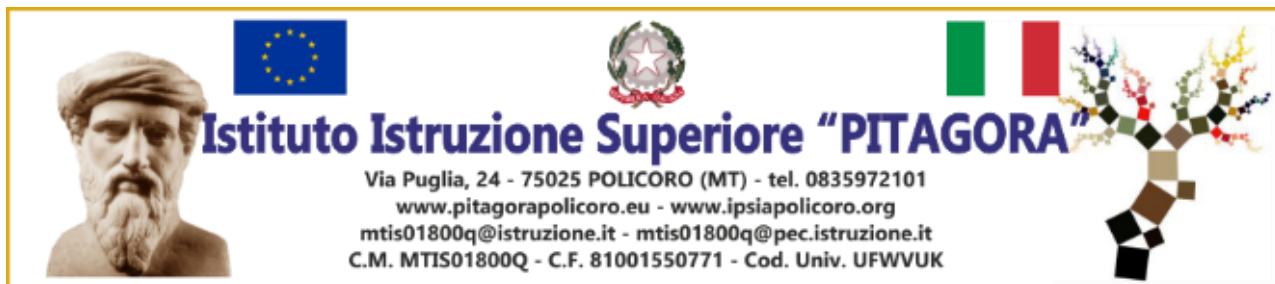 Istituto Istruzione Superiore “PITAGORA”
Via Puglia, 24 - 75025 POLICORO (MT) - tel. 0835972101
www.pitagorapolicoro.eu - www.ipsiapolicoro.org
mtis01800q@istruzione.it - mtis01800q@pec.istruzione.it
C.M. MTIS01800Q - C.F. 81001550771 - Cod. Univ. UFWVUK